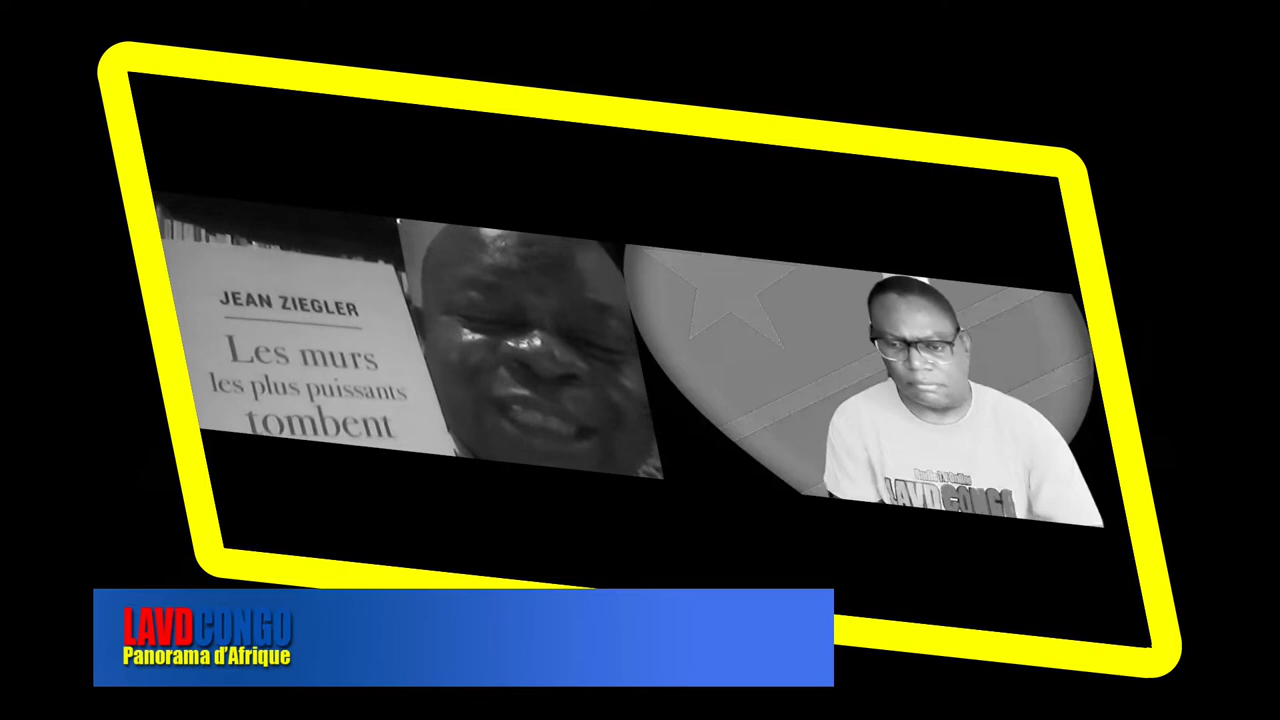 JEAN ZIEGLER
Les murs
les plus puissants
tombent
LAVDCONGO
LAVDCONGO
Panorama d'Afrique